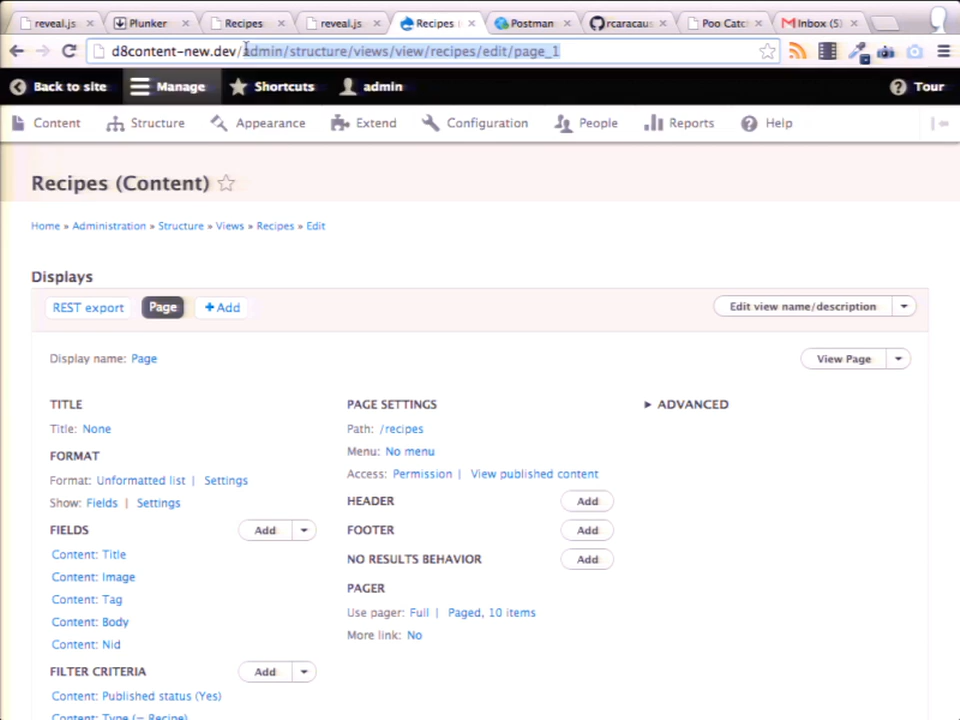 reveal.js Plunker Recipes reveal.js Recipes Postman rcaracaus Poo Catc Gmail Inbox (5)
d8content-new.dev/admin/structure/views/view/recipes/edit/page_1
Back to site Manage Shortcuts admin Tour
Content Structure Appearance Extend Configuration People Reports Help
Recipes (Content)
Home » Administration » Structure » Views » Recipes » Edit
Displays
REST export Page + Add Edit view name/description
Display name: Page View Page
TITLE PAGE SETTINGS ADVANCED
Title: None Path: /recipes
FORMAT Menu: No menu
Format: Unformatted list | Settings Access: Permission | View published content
Show: Fields | Settings HEADER Add
FIELDS Add FOOTER Add
Content: Title NO RESULTS BEHAVIOR Add
Content: Image PAGER
Content: Tag Use pager: Full | Paged, 10 items
Content: Body More link: No
Content: Nid
FILTER CRITERIA Add
Content: Published status (Yes)
Content: Type (= Recipe)